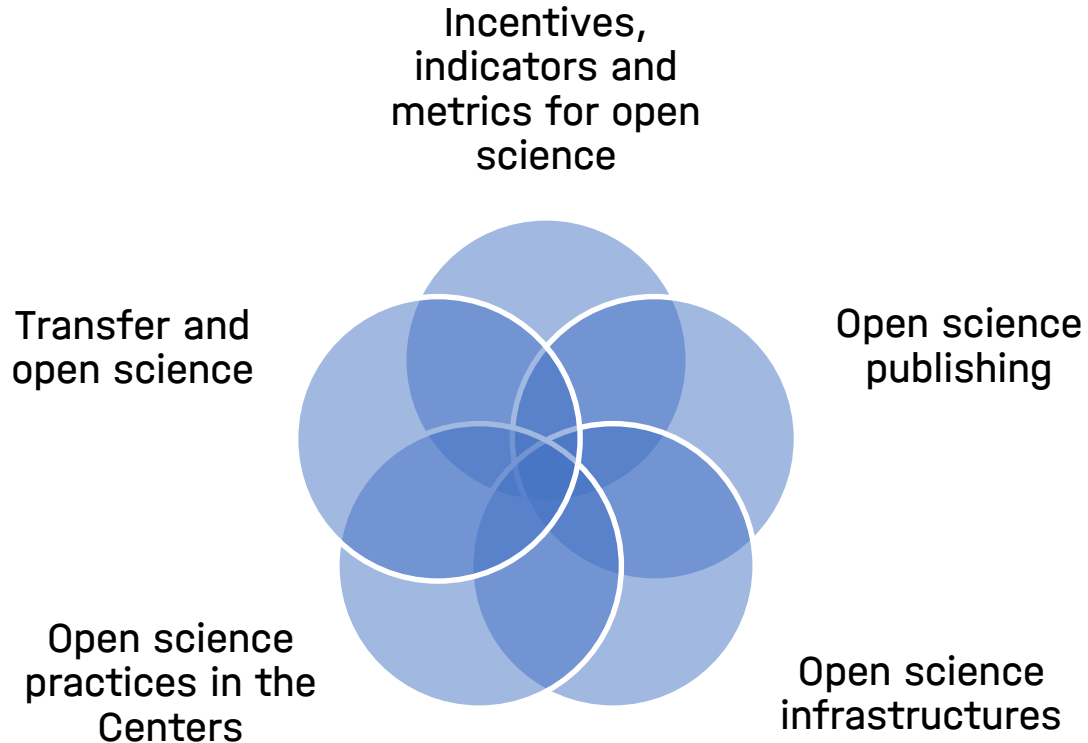 Incentives,
indicators and
metrics for open
science
Transfer and
open science
Open science
publishing
Open science
practices in the
Centers
Open science
infrastructures